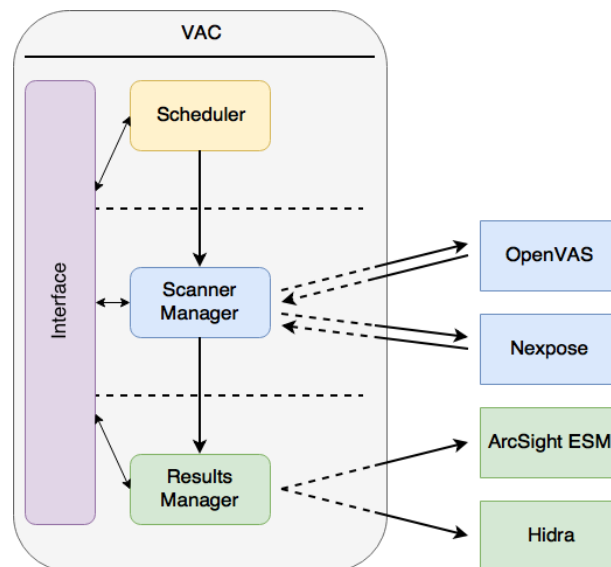 VAC
Interface
Scheduler
Scanner
Manager
Results
Manager
OpenVAS
Nexpose
ArcSight ESM
Hidra